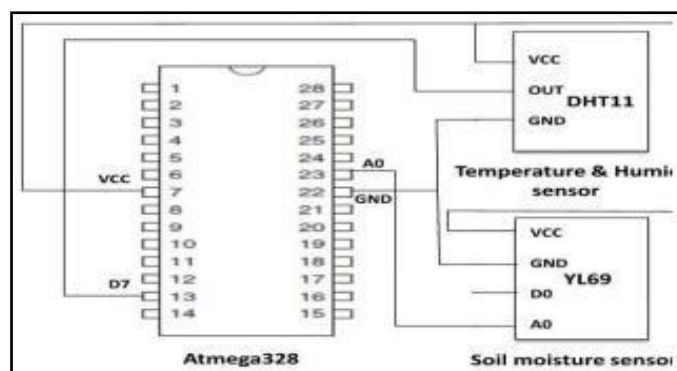 VCC
OUT
DHT11
GND
Temperature & Humi
sensor
1 28
2 27
3 26
4 25
5 24
6 23
7 22
8 21
9 20
10 19
11 18
12 17
13 16
14 15
A0
VCC
GND
D7
VCC
GND
YL69
D0
A0
Atmega328
Soil moisture senso